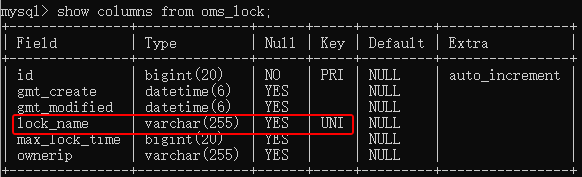 mysql> show columns from oms_lock;
| Field | Type | Null | Key | Default | Extra |
| id | bigint(20) | NO | PRI | NULL | auto_increment |
| gmt_create | datetime(6) | YES | | NULL | |
| gmt_modified | datetime(6) | YES | | NULL | |
| lock_name | varchar(255) | YES | UNI | NULL | |
| max_lock_time | bigint(20) | YES | | NULL | |
| ownerip | varchar(255) | YES | | NULL | |